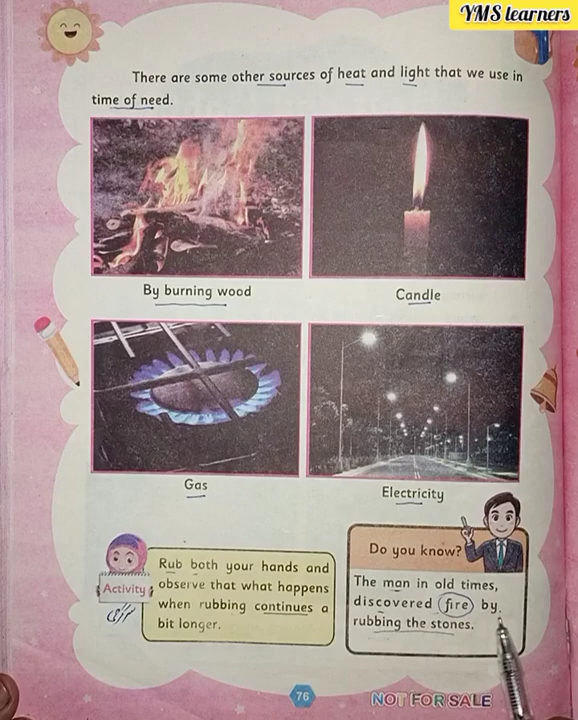 YMS learners
There are some other sources of heat and light that we use in
time of need.
By burning wood
Candle
Gas
Electricity
Activity
Rub both your hands and
observe that what happens
when rubbing continues a
bit longer.
Do you know?
The man in old times,
discovered fire by
rubbing the stones.
76
NOT FOR SALE